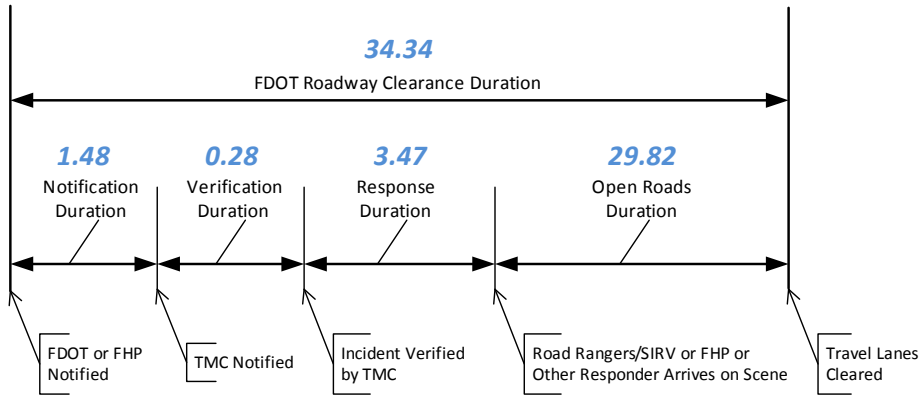 34.34
FDOT Roadway Clearance Duration
1.48
Notification
Duration
0.28
Verification
Duration
3.47
Response
Duration
29.82
Open Roads
Duration
FDOT or FHP
Notified
TMC Notified
Incident Verified
by TMC
Road Rangers/SIRV or FHP or
Other Responder Arrives on Scene
Travel Lanes
Cleared